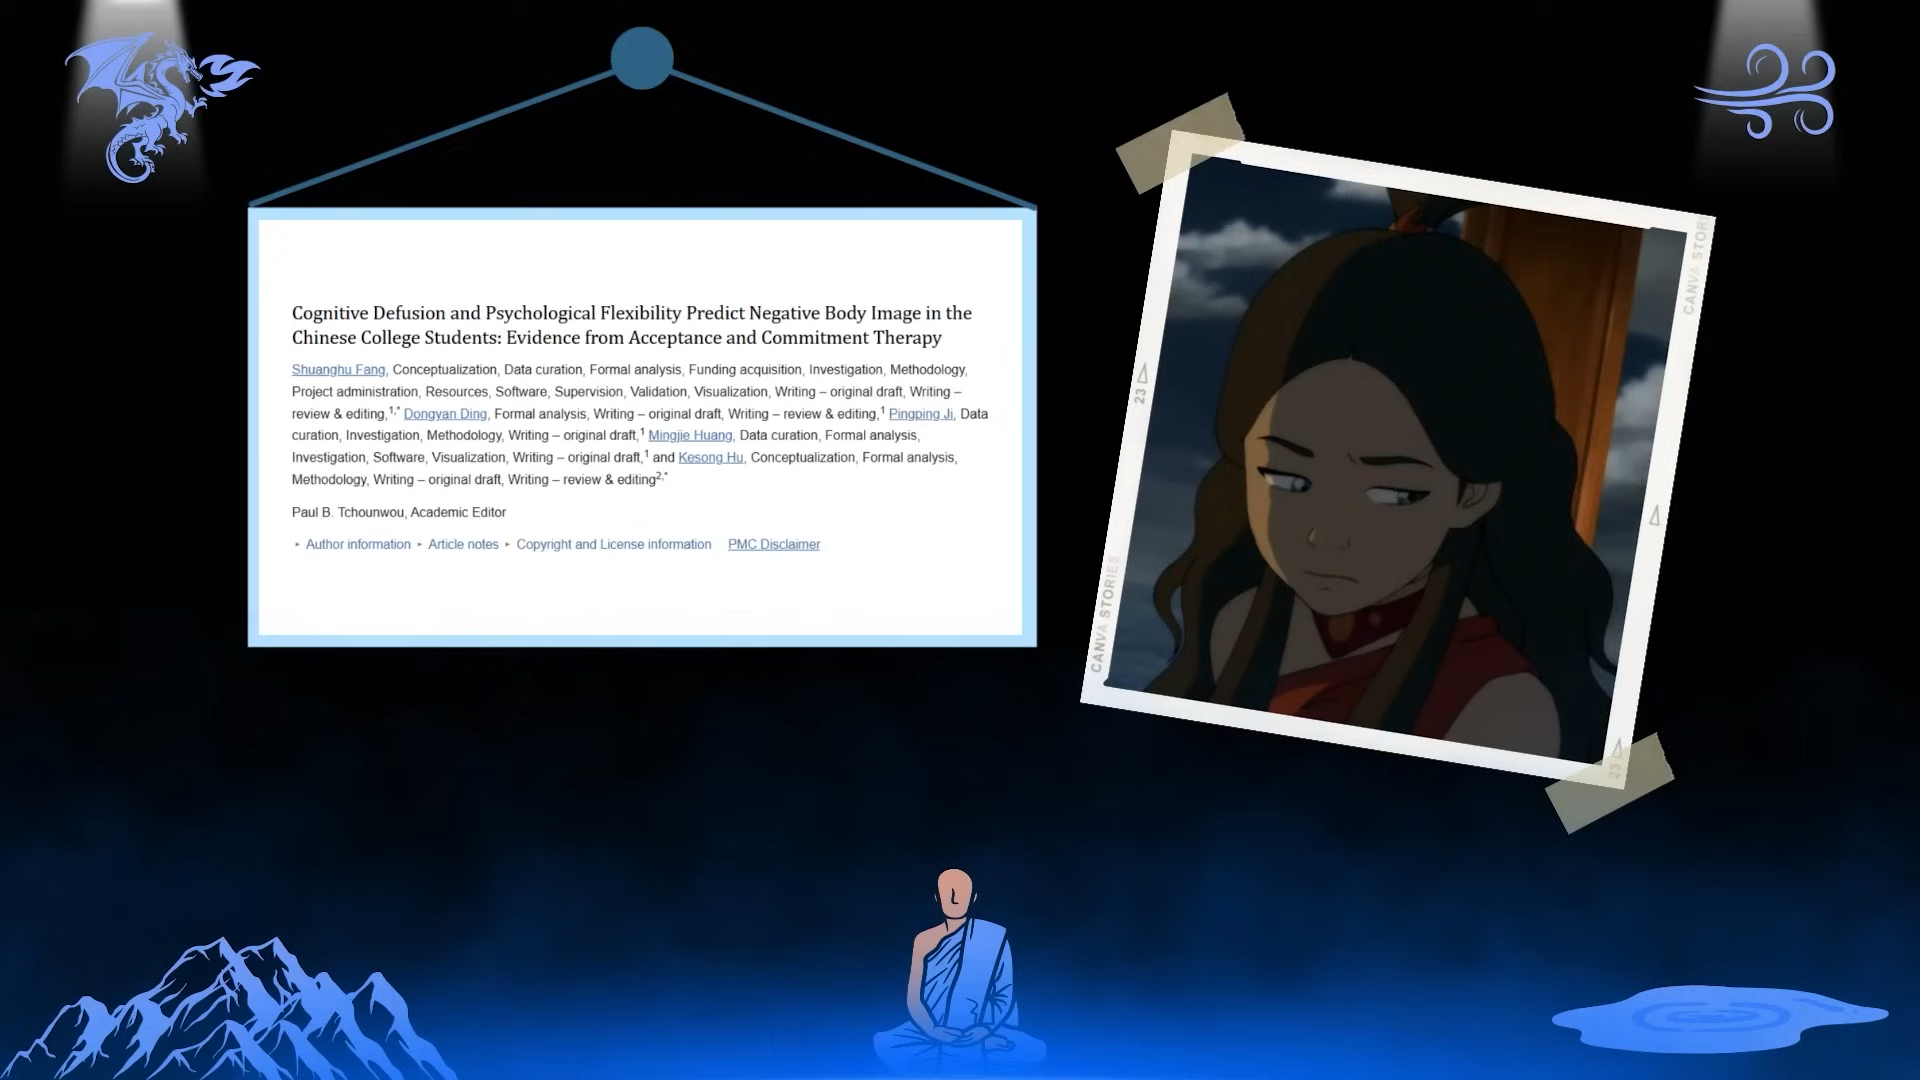 Cognitive Defusion and Psychological Flexibility Predict Negative Body Image in the
Chinese College Students: Evidence from Acceptance and Commitment Therapy
Shuanghu Fang, Conceptualization, Data curation, Formal analysis, Funding acquisition, Investigation, Methodology,
Project administration, Resources, Software, Supervision, Validation, Visualization, Writing – original draft, Writing –
review & editing,1,* Dongyan Ding, Formal analysis, Writing – original draft, Writing – review & editing,1 Pingping Ji, Data
curation, Investigation, Methodology, Writing – original draft,1 Mingjie Huang, Data curation, Formal analysis,
Investigation, Software, Visualization, Writing – original draft,1 and Kesong Hu, Conceptualization, Formal analysis,
Methodology, Writing – original draft, Writing – review & editing2,*
Paul B. Tchounwou, Academic Editor
▸ Author information ▸ Article notes ▸ Copyright and License information PMC Disclaimer
CANVA STOR
23
CANVA STORIES
23